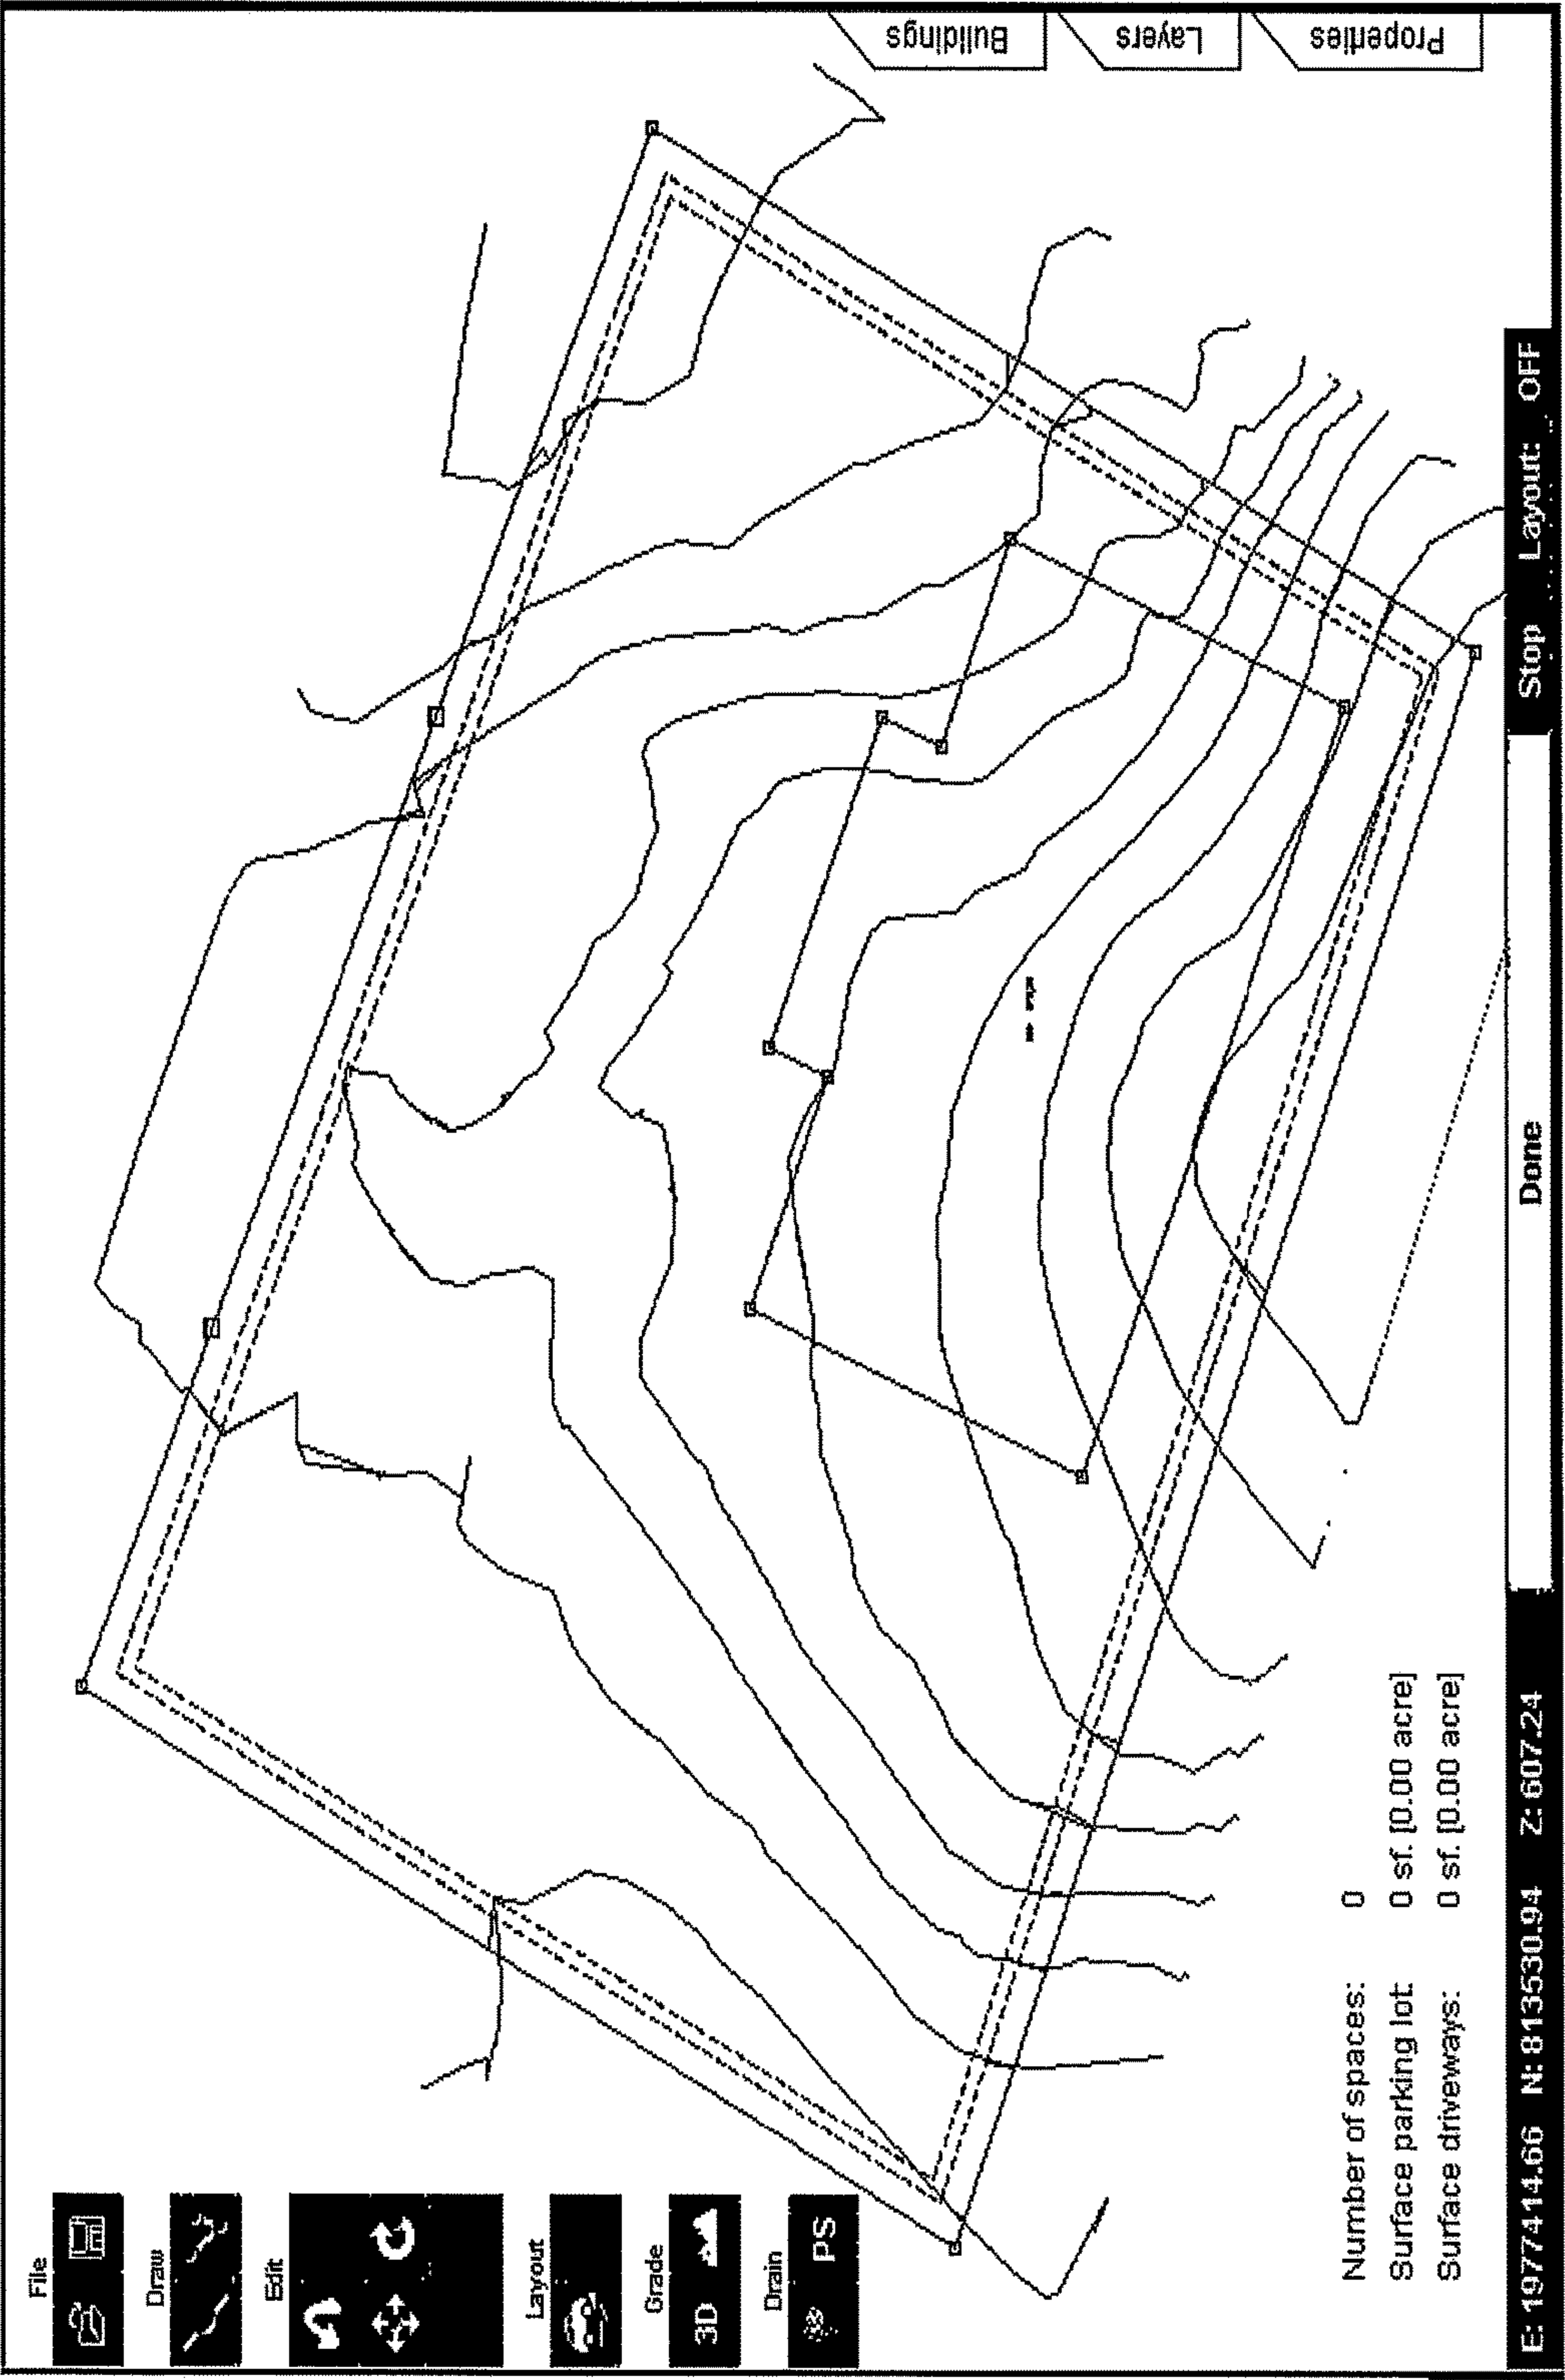 File
Draw
Edit
Layout
Grade
3D
Drain
PS
Buildings
Layers
Properties
Number of spaces: 0
Surface parking lot: 0 sf. [0.00 acre]
Surface driveways: 0 sf. [0.00 acre]
E: 1977414.66 N: 813530.94 Z: 607.24 Done Stop Layout: OFF